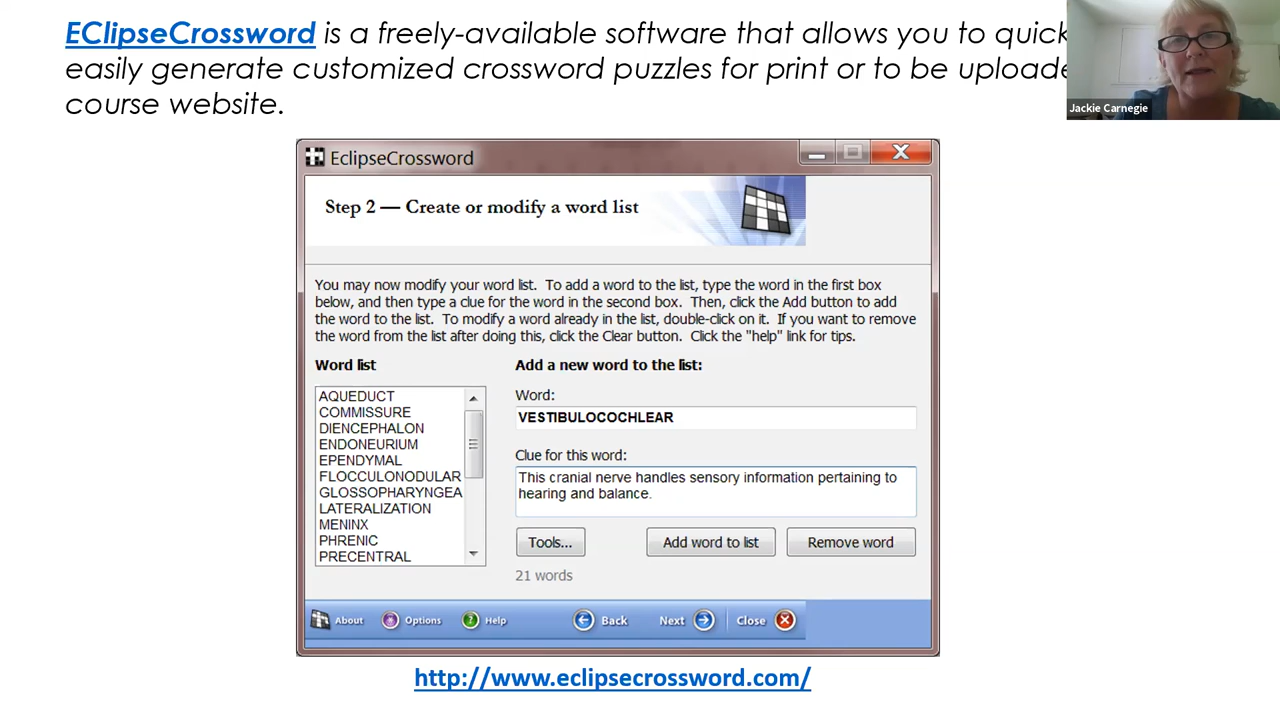 EClipseCrossword is a freely-available software that allows you to quick
easily generate customized crossword puzzles for print or to be uploade
course website.
Jackie Carnegie
EclipseCrossword
Step 2 — Create or modify a word list
You may now modify your word list. To add a word to the list, type the word in the first box
below, and then type a clue for the word in the second box. Then, click the Add button to add
the word to the list. To modify a word already in the list, double-click on it. If you want to remove
the word from the list after doing this, click the Clear button. Click the "help" link for tips.
Word list
AQUEDUCT
COMMISSURE
DIENCEPHALON
ENDONEURIUM
EPENDYMAL
FLOCCULONODULAR
GLOSSOPHARYNGEA
LATERALIZATION
MENINX
PHRENIC
PRECENTRAL
Add a new word to the list:
Word:
VESTIBULOCOCHLEAR
Clue for this word:
This cranial nerve handles sensory information pertaining to
hearing and balance.
Tools... Add word to list Remove word
21 words
About Options Help Back Next Close
http://www.eclipsecrossword.com/